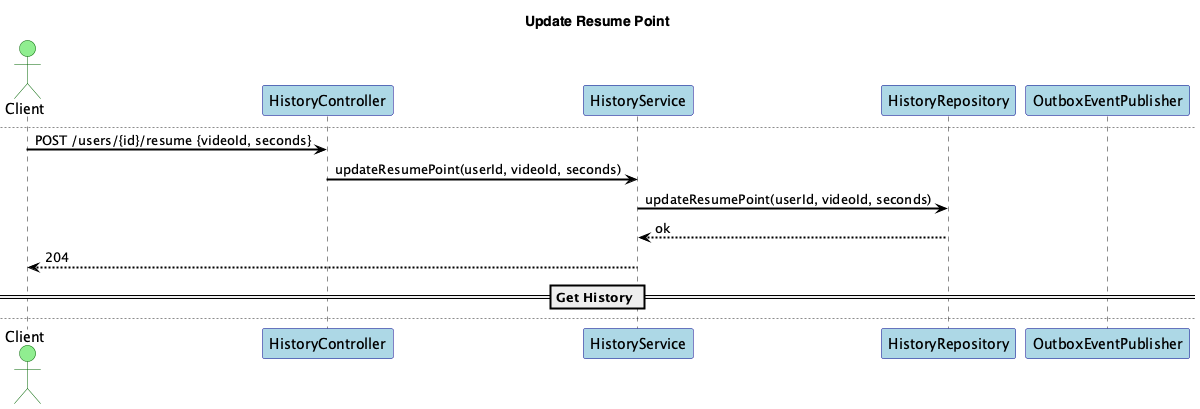 Update Resume Point
Client
HistoryController
HistoryService
HistoryRepository
OutboxEventPublisher
POST /users/{id}/resume {videoId, seconds}
updateResumePoint(userId, videoId, seconds)
updateResumePoint(userId, videoId, seconds)
ok
204
Get History
Client
HistoryController
HistoryService
HistoryRepository
OutboxEventPublisher